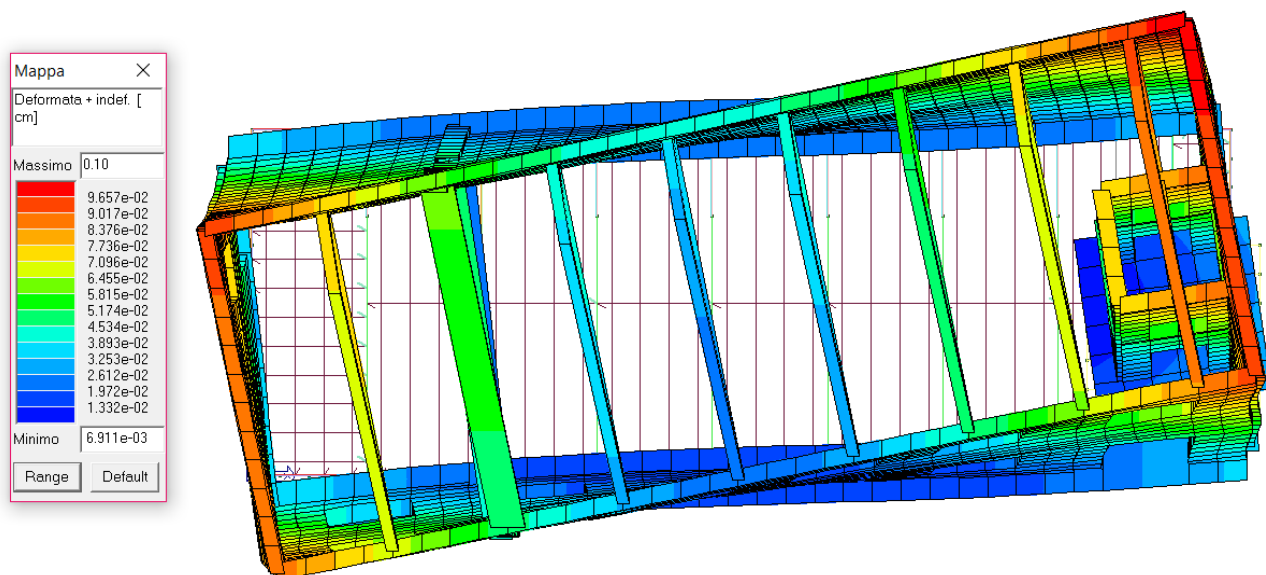 Mappa
Deformata + indef. [
cm]
Massimo 0.10
9.657e-02
9.017e-02
8.376e-02
7.736e-02
7.096e-02
6.455e-02
5.815e-02
5.174e-02
4.534e-02
3.893e-02
3.253e-02
2.612e-02
1.972e-02
1.332e-02
Minimo 6.911e-03
Range Default